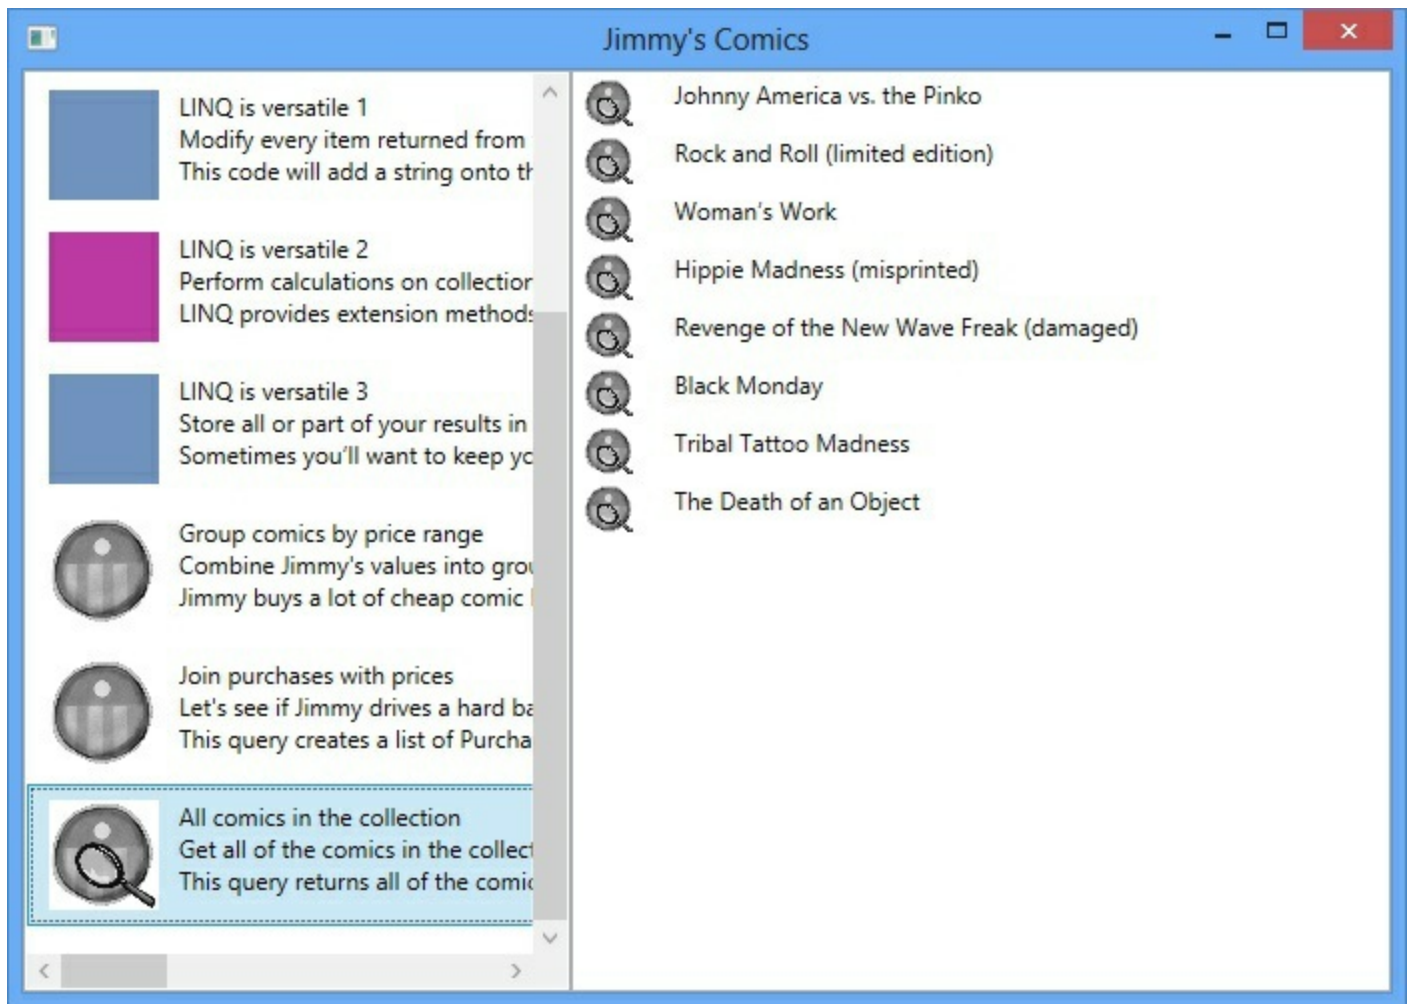 Jimmy's Comics
LINQ is versatile 1
Modify every item returned from
This code will add a string onto th
LINQ is versatile 2
Perform calculations on collection
LINQ provides extension methods
LINQ is versatile 3
Store all or part of your results in
Sometimes you'll want to keep yo
Group comics by price range
Combine Jimmy's values into grou
Jimmy buys a lot of cheap comic
Join purchases with prices
Let's see if Jimmy drives a hard ba
This query creates a list of Purcha
All comics in the collection
Get all of the comics in the collect
This query returns all of the comic
Johnny America vs. the Pinko
Rock and Roll (limited edition)
Woman's Work
Hippie Madness (misprinted)
Revenge of the New Wave Freak (damaged)
Black Monday
Tribal Tattoo Madness
The Death of an Object